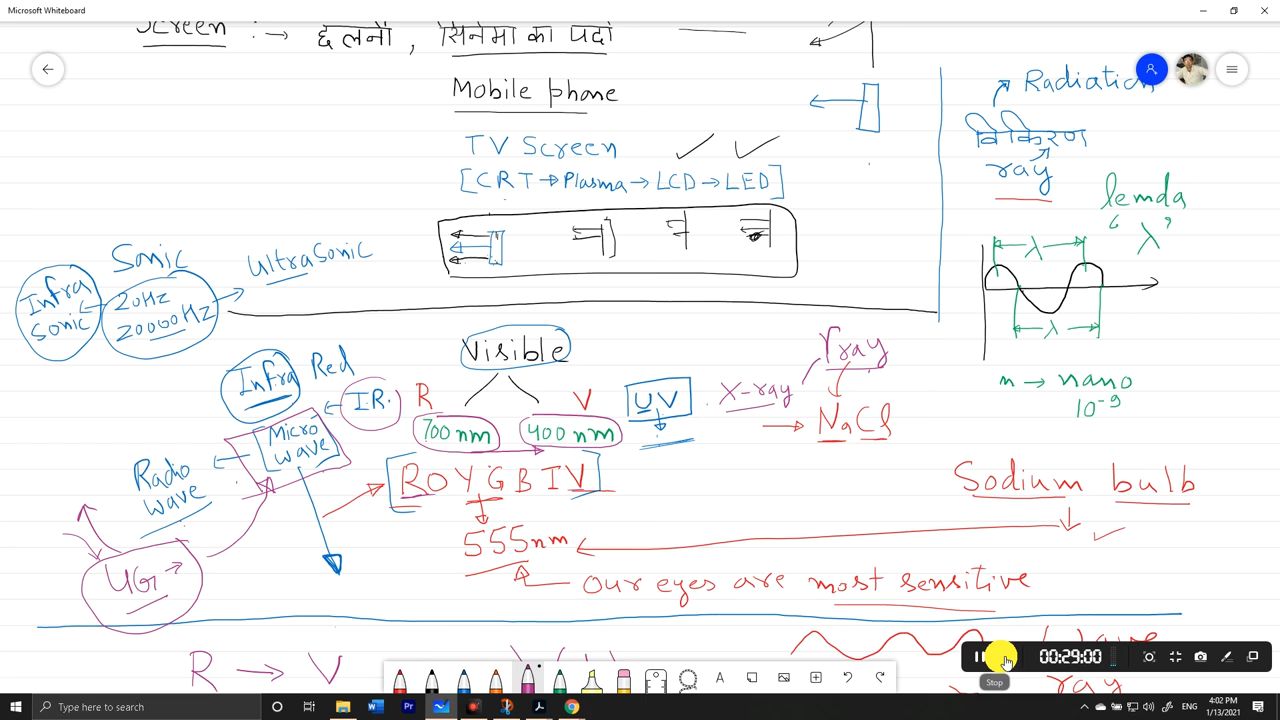 Microsoft Whiteboard
Screen :→ छलनी , सिनेमा का पर्दा
Mobile phone
TV Screen ✓ ✓
[CRT → Plasma → LCD → LED]
Radiation
विकिरण
ray
lemda
" λ "
λ
λ
n → nano
10⁻⁹
Sonic
Ultrasonic
Infra Sonic
20Hz
20000Hz
Visible
Infra Red
I.R.
R V
700nm 400nm
UV
X-ray
γ ray
→ NaCl
Micro wave
Radio wave
ROYGBIV
555nm
our eyes are most sensitive
Sodium bulb
UG →
R → V
wave
ray
00:29:00
Stop
Type here to search
ENG
4:02 PM
1/13/2021